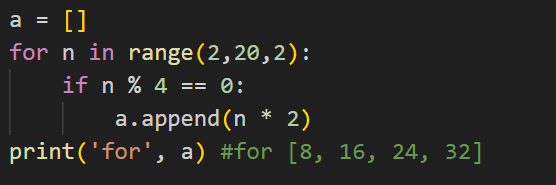 a = []
for n in range(2,20,2):
    if n % 4 == 0:
        a.append(n * 2)
print('for', a) #for [8, 16, 24, 32]